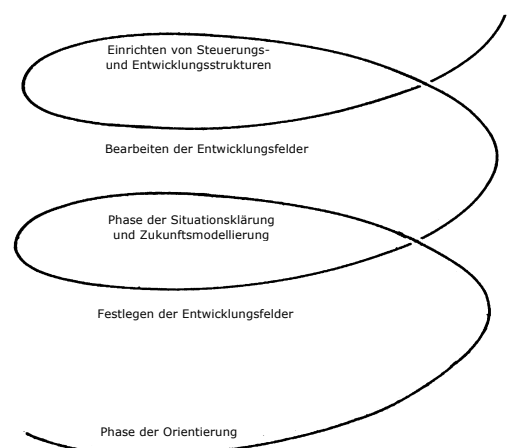 Einrichten von Steuerungs-
und Entwicklungsstrukturen
Bearbeiten der Entwicklungsfelder
Phase der Situationsklärung
und Zukunftsmodellierung
Festlegen der Entwicklungsfelder
Phase der Orientierung